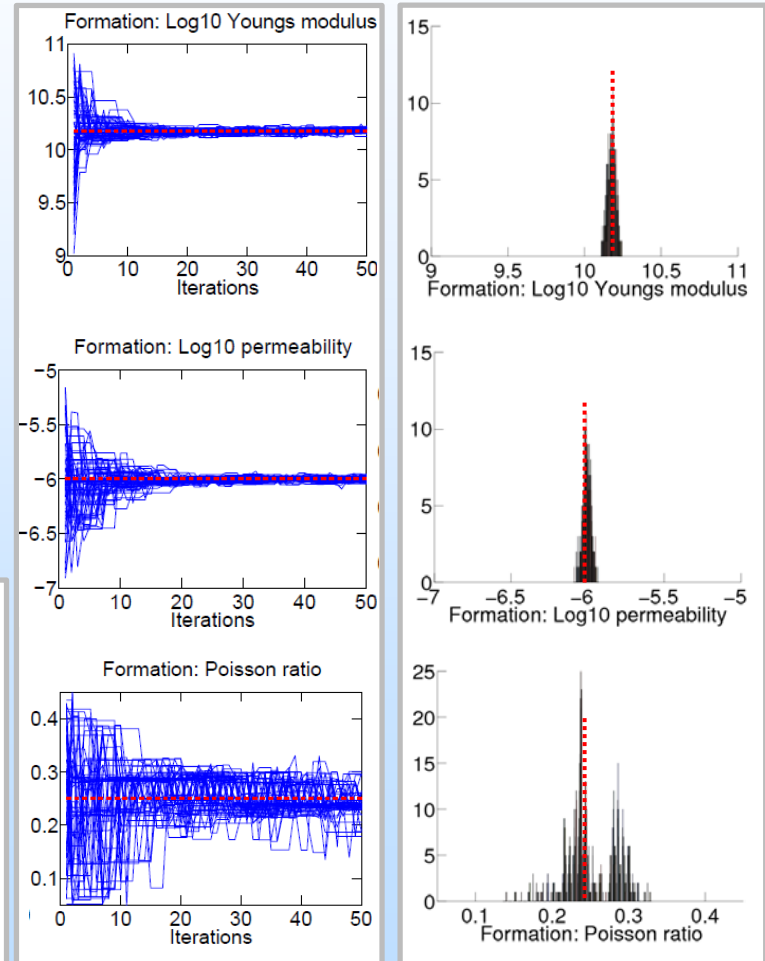 Formation: Log10 Youngs modulus
11
10.5
10
9.5
9
0 10 20 30 40 50
Iterations
15
10
5
0
9 9.5 10 10.5 11
Formation: Log10 Youngs modulus
Formation: Log10 permeability
−5
−5.5
−6
−6.5
−7
0 10 20 30 40 50
Iterations
15
10
5
0
−7 −6.5 −6 −5.5 −5
Formation: Log10 permeability
Formation: Poisson ratio
0.4
0.3
0.2
0.1
0 10 20 30 40 50
Iterations
25
20
15
10
5
0
0.1 0.2 0.3 0.4
Formation: Poisson ratio